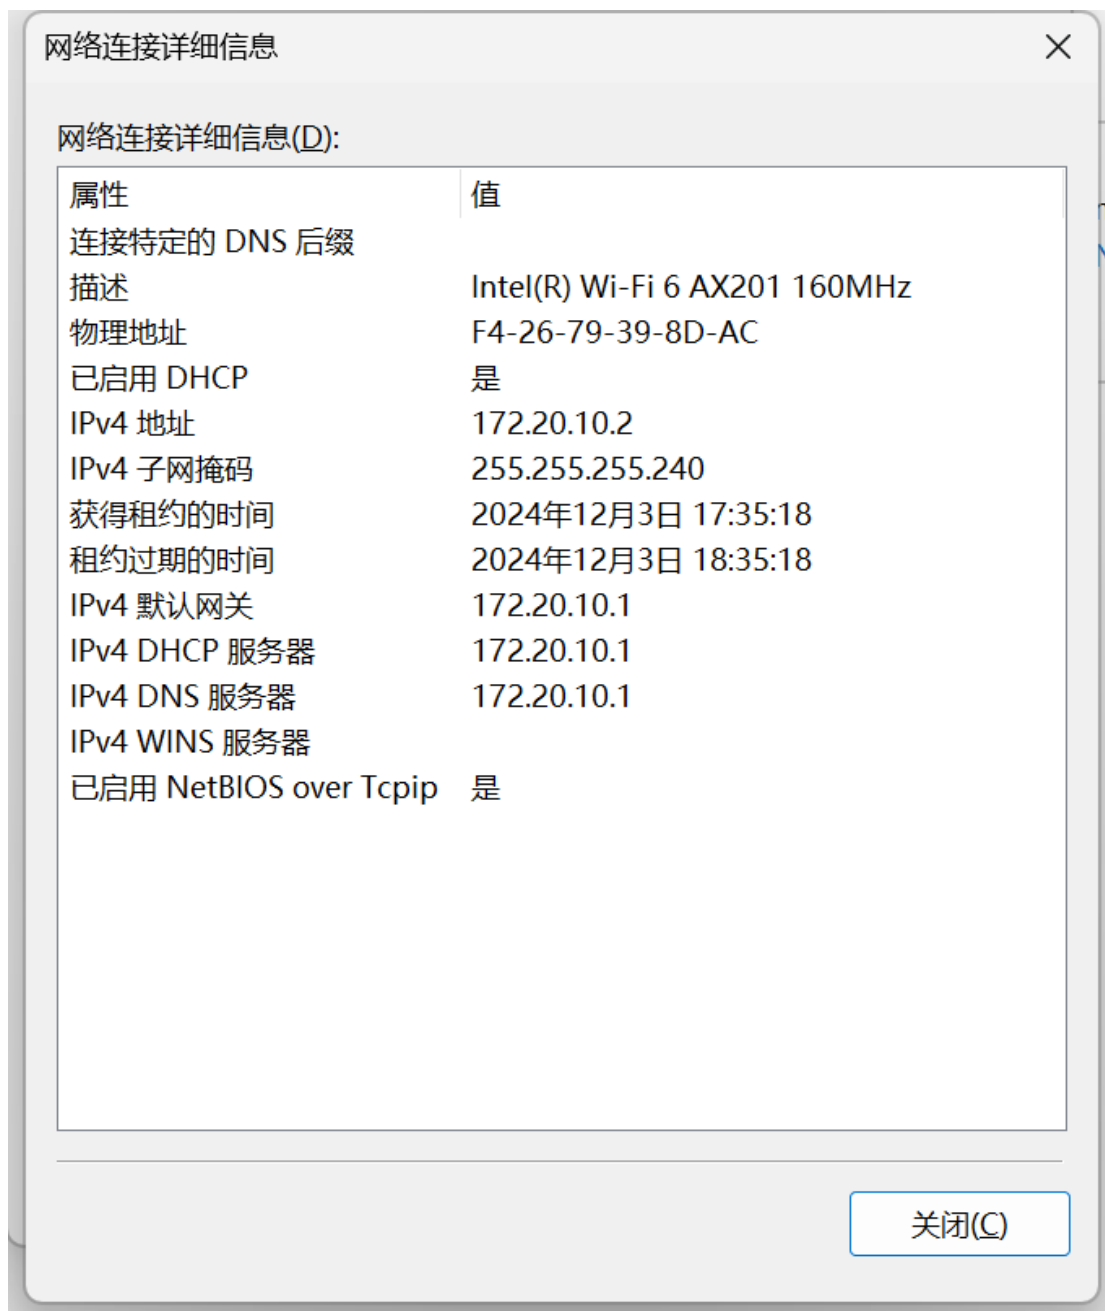 网络连接详细信息
网络连接详细信息(D):
属性 值
连接特定的 DNS 后缀
描述 Intel(R) Wi-Fi 6 AX201 160MHz
物理地址 F4-26-79-39-8D-AC
已启用 DHCP 是
IPv4 地址 172.20.10.2
IPv4 子网掩码 255.255.255.240
获得租约的时间 2024年12月3日 17:35:18
租约过期的时间 2024年12月3日 18:35:18
IPv4 默认网关 172.20.10.1
IPv4 DHCP 服务器 172.20.10.1
IPv4 DNS 服务器 172.20.10.1
IPv4 WINS 服务器
已启用 NetBIOS over Tcpip 是
关闭(C)